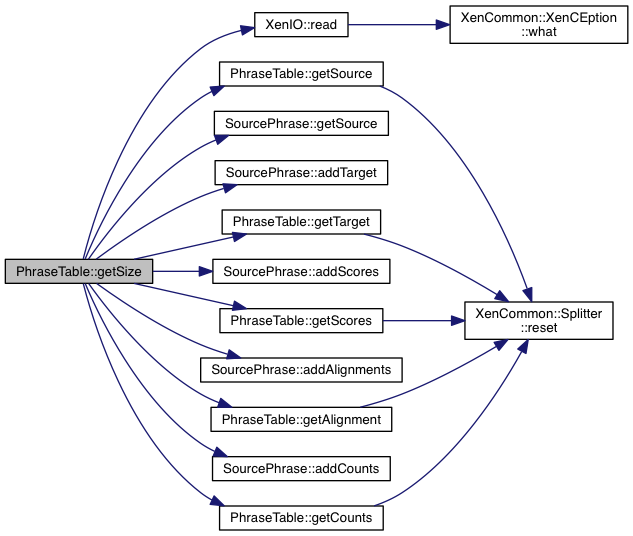 XenIO::read
XenCommon::XenCEption
::what
PhraseTable::getSource
SourcePhrase::getSource
SourcePhrase::addTarget
PhraseTable::getTarget
PhraseTable::getSize
SourcePhrase::addScores
PhraseTable::getScores
XenCommon::Splitter
::reset
SourcePhrase::addAlignments
PhraseTable::getAlignment
SourcePhrase::addCounts
PhraseTable::getCounts